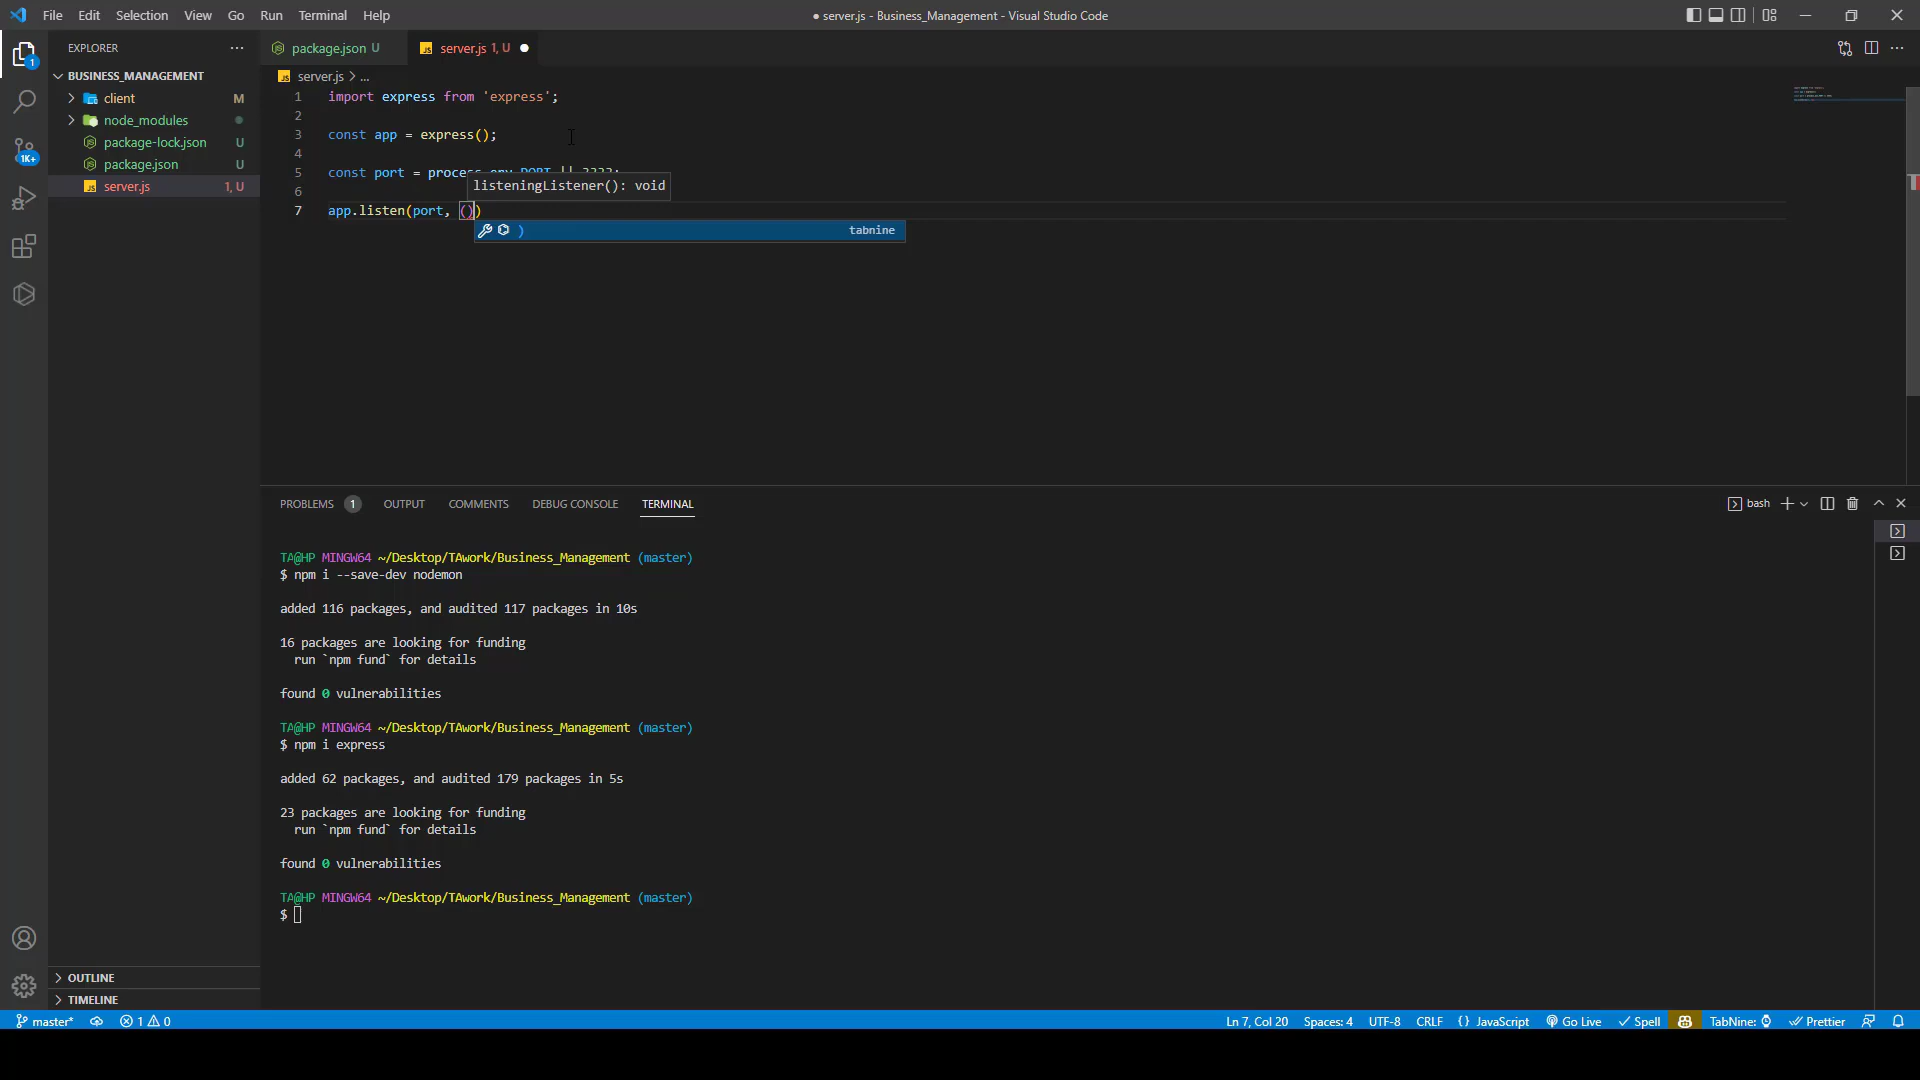 File Edit Selection View Go Run Terminal Help
● server.js - Business_Management - Visual Studio Code
EXPLORER
package.json U
server.js 1, U
BUSINESS_MANAGEMENT
client M
node_modules
package-lock.json U
package.json U
server.js 1, U
server.js > ...
1 import express from 'express';
2
3 const app = express();
4
5 const port = process.env.PORT ||
listeningListener(): void
6
7 app.listen(port, ())
) tabnine
PROBLEMS 1 OUTPUT COMMENTS DEBUG CONSOLE TERMINAL
bash
TA@HP MINGW64 ~/Desktop/TAwork/Business_Management (master)
$ npm i --save-dev nodemon
added 116 packages, and audited 117 packages in 10s
16 packages are looking for funding
run `npm fund` for details
found 0 vulnerabilities
TA@HP MINGW64 ~/Desktop/TAwork/Business_Management (master)
$ npm i express
added 62 packages, and audited 179 packages in 5s
23 packages are looking for funding
run `npm fund` for details
found 0 vulnerabilities
TA@HP MINGW64 ~/Desktop/TAwork/Business_Management (master)
$
OUTLINE
TIMELINE
1
1K+
master* 1 0
Ln 7, Col 20 Spaces: 4 UTF-8 CRLF {} JavaScript Go Live Spell TabNine: Prettier